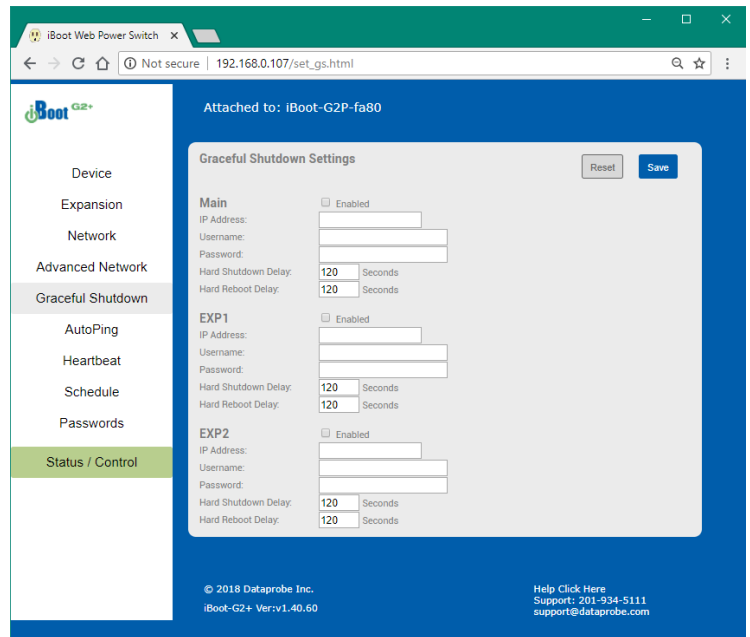 iBoot Web Power Switch
Not secure | 192.168.0.107/set_gs.html
iBoot G2+
Attached to: iBoot-G2P-fa80
Device
Expansion
Network
Advanced Network
Graceful Shutdown
AutoPing
Heartbeat
Schedule
Passwords
Status / Control
Graceful Shutdown Settings
Reset
Save
Main
Enabled
IP Address:
Username:
Password:
Hard Shutdown Delay: 120 Seconds
Hard Reboot Delay: 120 Seconds
EXP1
Enabled
IP Address:
Username:
Password:
Hard Shutdown Delay: 120 Seconds
Hard Reboot Delay: 120 Seconds
EXP2
Enabled
IP Address:
Username:
Password:
Hard Shutdown Delay: 120 Seconds
Hard Reboot Delay: 120 Seconds
© 2018 Dataprobe Inc.
iBoot-G2+ Ver:v1.40.60
Help Click Here
Support: 201-934-5111
support@dataprobe.com